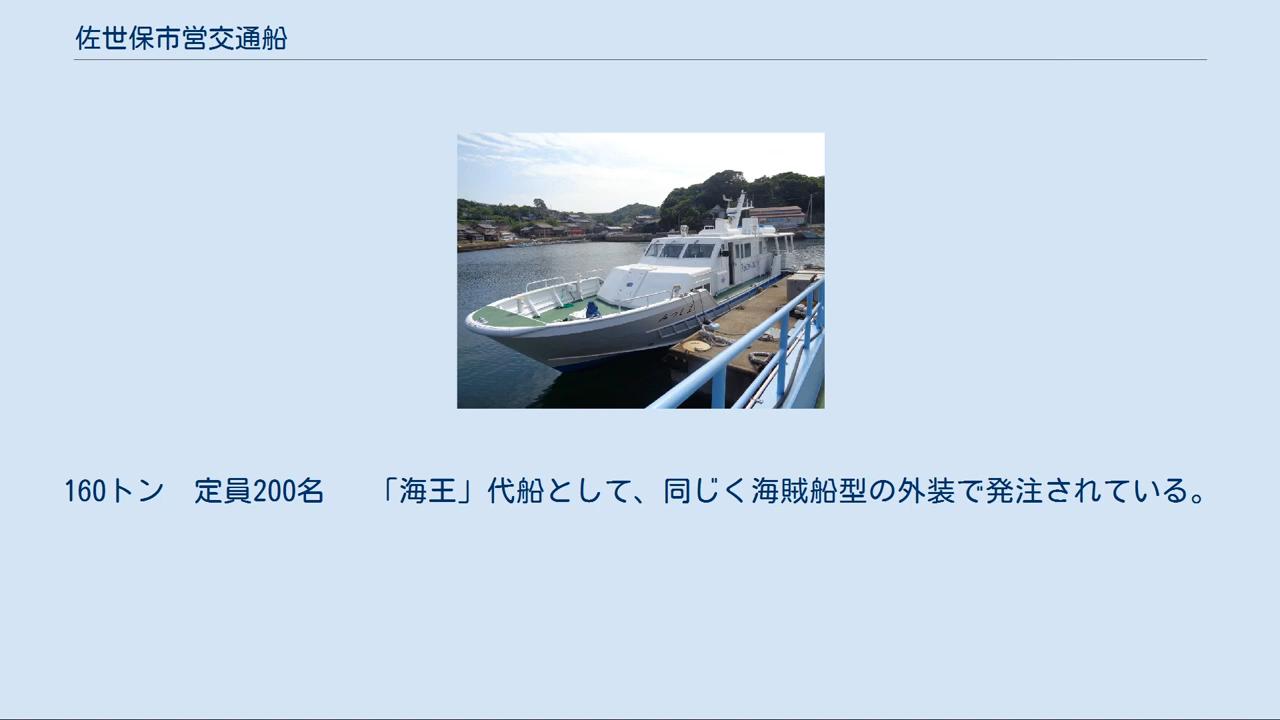 佐世保市営交通船
160トン　定員200名　「海王」代船として、同じく海賊船型の外装で発注されている。